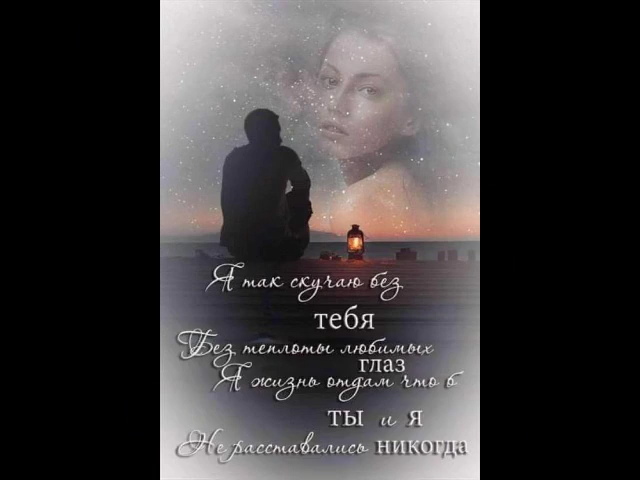 Я так скучаю без
тебя
Без теплоты любимых
глаз
Я жизнь отдам что б
ты и я
Не расставались никогда